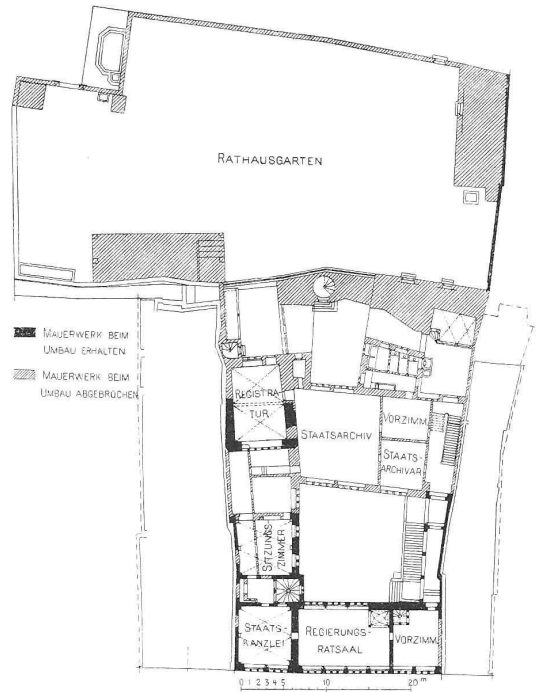 RATHAUSGARTEN
MAUERWERK BEIM
UMBAU ERHALTEN
MAUERWERK BEIM
UMBAU ABGEBROCHEN
REGISTRA
TUR
STAATSARCHIV
VORZIMM.
STAATS-
ARCHIVAR
SITZUNGS-
ZIMMER
STAATS-
KANZLEI
REGIERUNGS-
RATSAAL
VORZIMM.
0 1 2 3 4 5 10 20 m